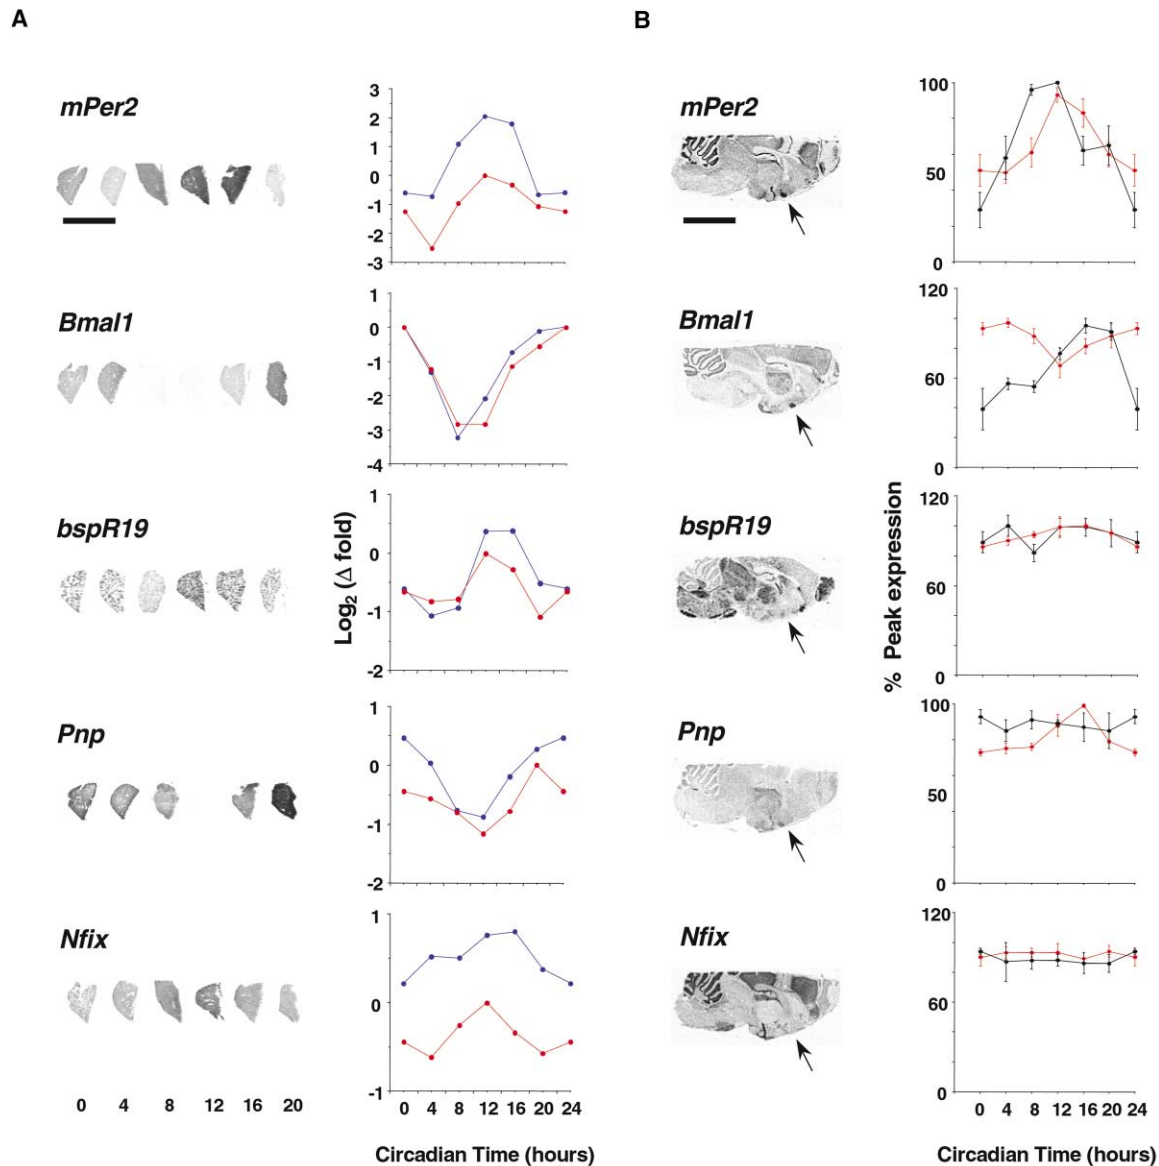 A
B
mPer2
3
2
1
0
-1
-2
-3
mPer2
100
50
0
Bmal1
1
0
-1
-2
-3
-4
Bmal1
120
60
0
bspR19
1
0
-1
-2
bspR19
120
60
0
Log2 (Δ fold)
% Peak expression
Pnp
1
0
-1
-2
Pnp
100
50
0
Nfix
1
0
-1
Nfix
120
60
0
0 4 8 12 16 20
0 4 8 12 16 20 24
0 4 8 12 16 20 24
Circadian Time (hours)
Circadian Time (hours)